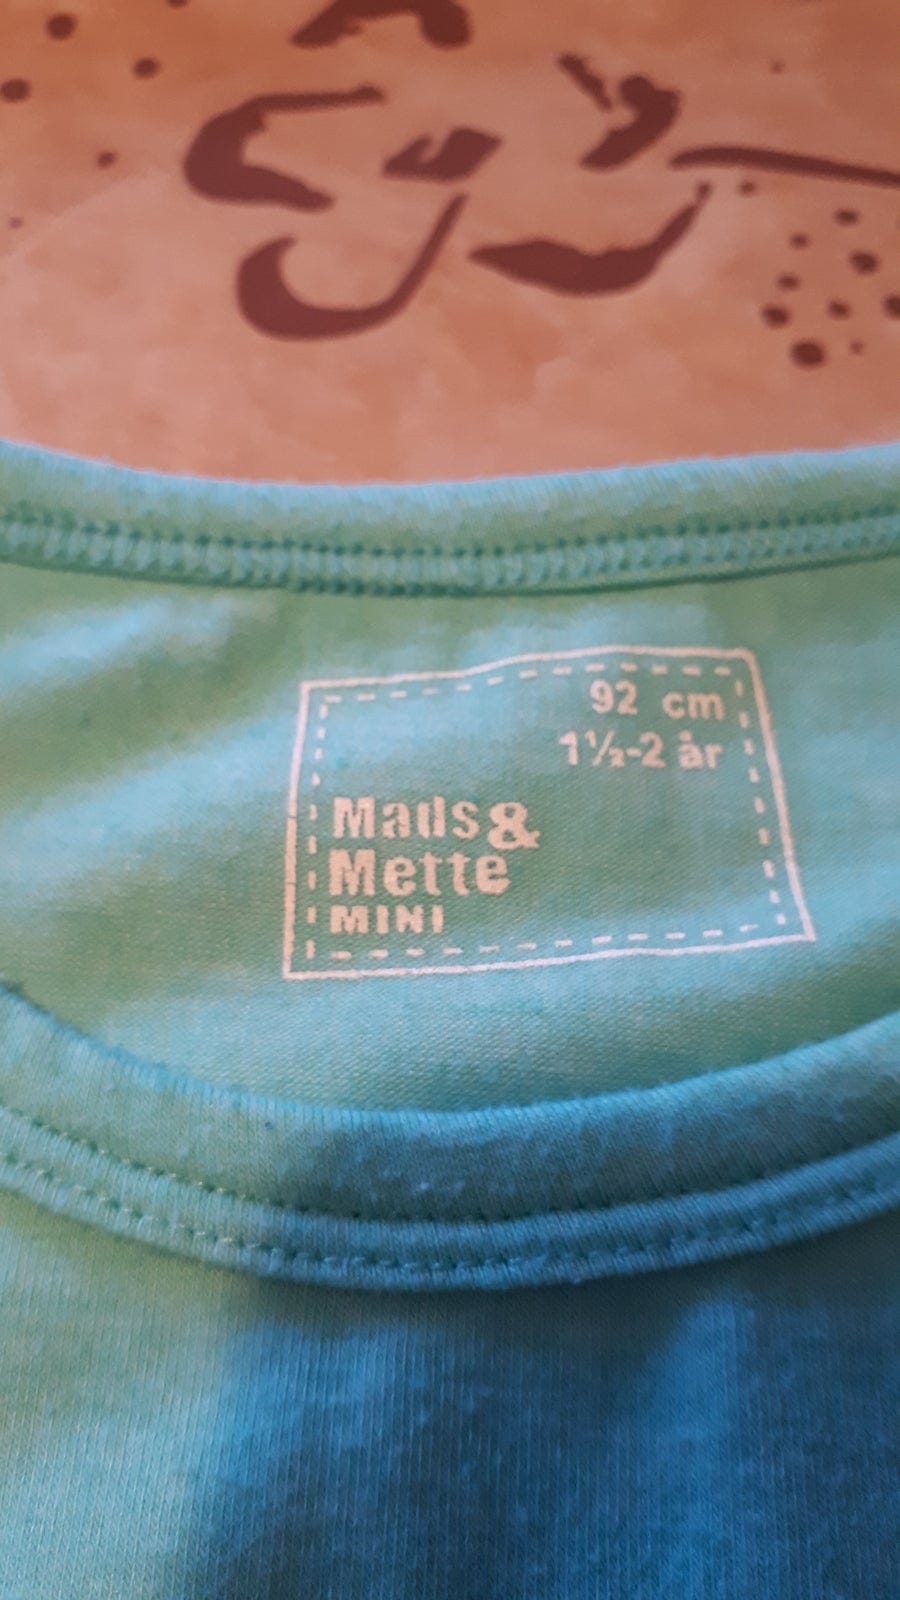 92 cm
1½-2 år
Mads &
Mette
MINI